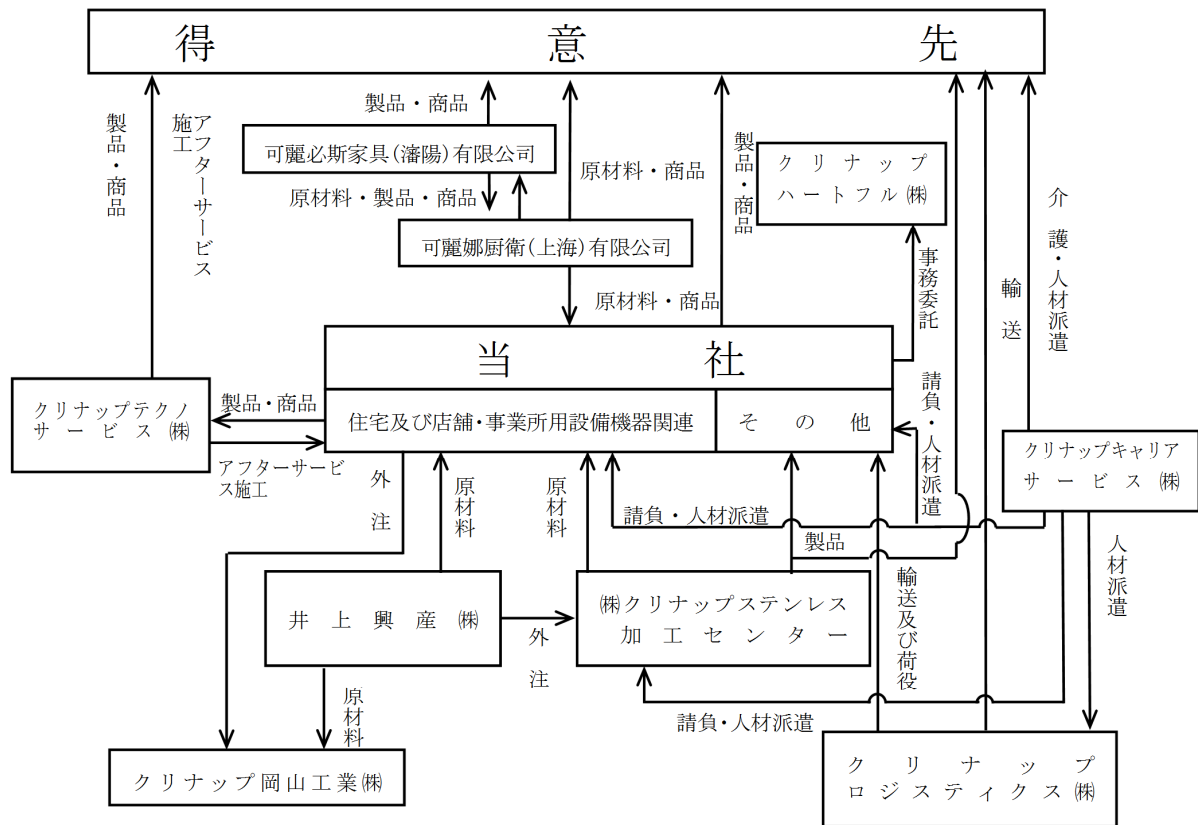 得意先
製品・商品
アフターサービス
施工
製品・商品
可麗必斯家具(瀋陽)有限公司
原材料・製品・商品
原材料・商品
製品・商品
クリナップ
ハートフル㈱
可麗娜厨衛(上海)有限公司
原材料・商品
事務委託
輸送
介護・人材派遣
当社
住宅及び店舗・事業所用設備機器関連
その他
クリナップテクノ
サービス㈱
製品・商品
アフターサービ
ス施工
請負・人材派遣
クリナップキャリア
サービス㈱
外注
原材料
原材料
請負・人材派遣
製品
人材派遣
井上興産㈱
外注
㈱クリナップステンレス
加工センター
輸送及び荷役
原材料
請負・人材派遣
クリナップ岡山工業㈱
クリナップ
ロジスティクス㈱